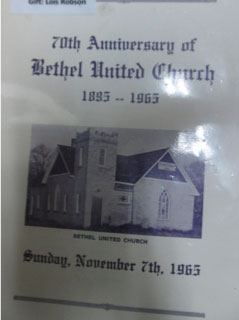 Gift: Lois Robson
70th Anniversary of
Bethel United Church
1895 -- 1965
BETHEL UNITED CHURCH
Sunday, November 7th, 1965